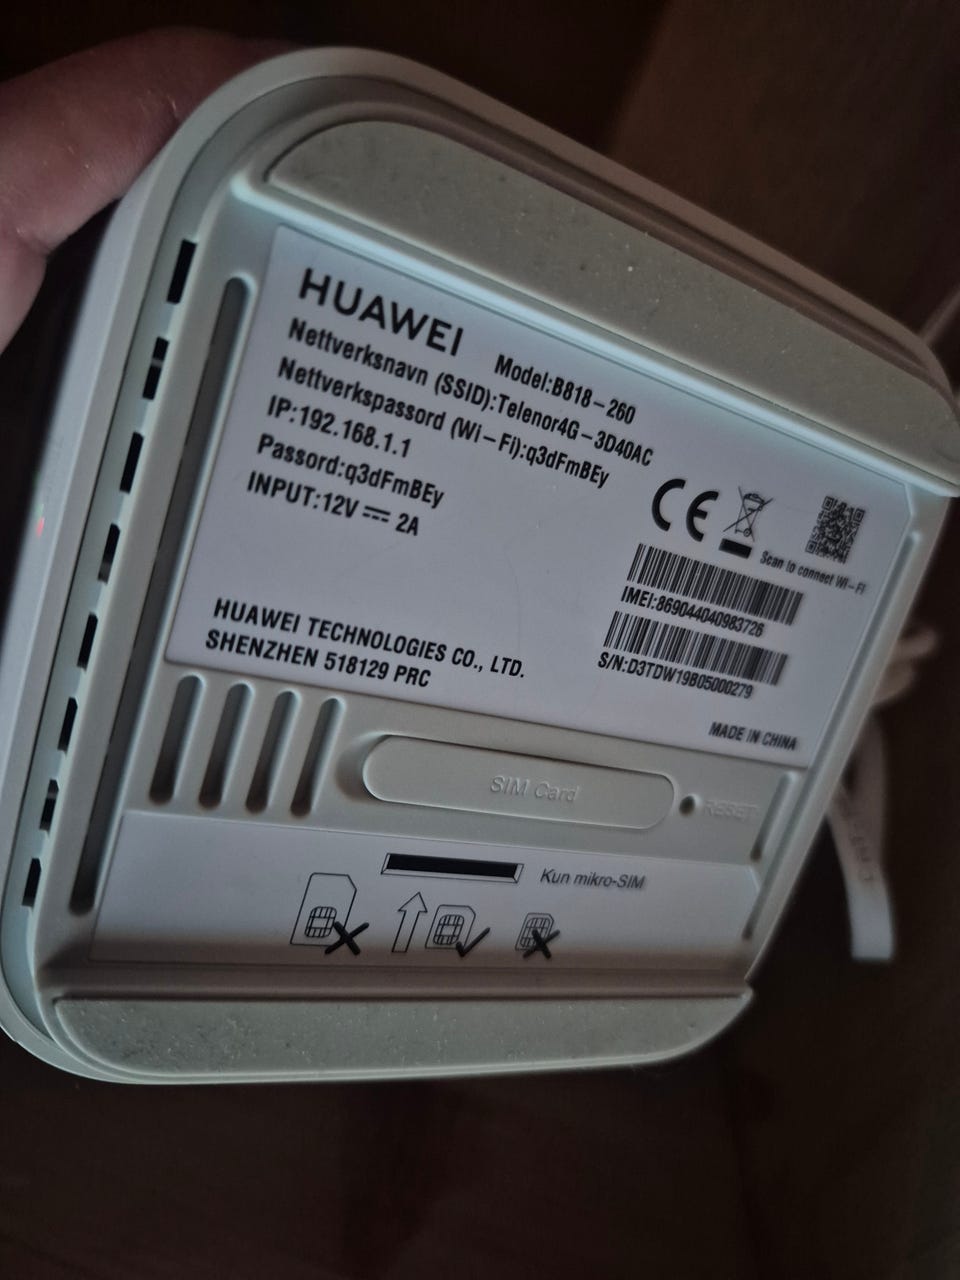 HUAWEI Model:B818-260
Nettverksnavn (SSID):Telenor4G-3D40AC
Nettverkspassord (Wi-Fi):q3dFmBEy
IP:192.168.1.1
Passord:q3dFmBEy
INPUT:12V ⎓ 2A
Scan to connect Wi-Fi
IMEI:869044040983726
S/N:D3TDW19B05000279
HUAWEI TECHNOLOGIES CO., LTD.
SHENZHEN 518129 PRC
MADE IN CHINA
SIM Card
RESET
Kun mikro-SIM